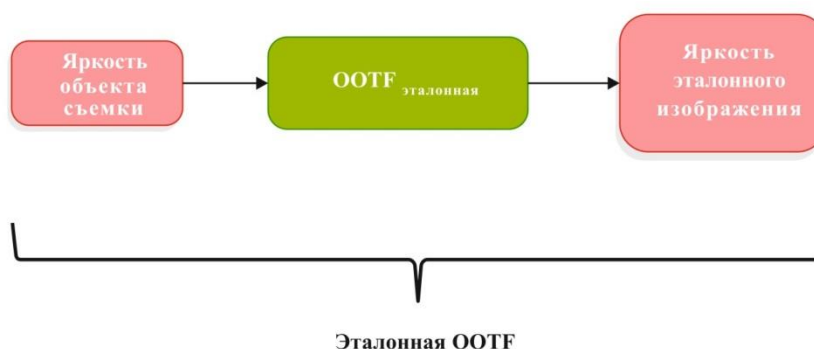 Яркость
объекта
съемки
OOTF эталонная
Яркость
эталонного
изображения
Эталонная OOTF